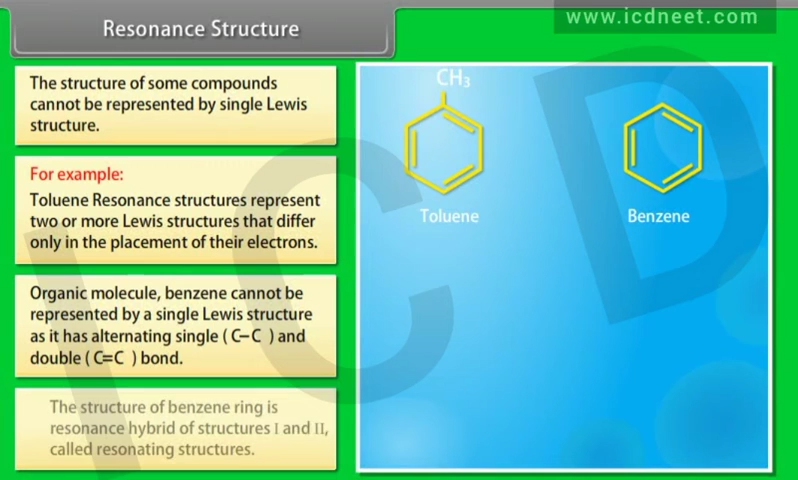 Resonance Structure
www.icdneet.com
The structure of some compounds
cannot be represented by single Lewis
structure.
For example:
Toluene Resonance structures represent
two or more Lewis structures that differ
only in the placement of their electrons.
Organic molecule, benzene cannot be
represented by a single Lewis structure
as it has alternating single ( C–C ) and
double ( C=C ) bond.
The structure of benzene ring is
resonance hybrid of structures I and II,
called resonating structures.
CH₃
Toluene
Benzene
ICD